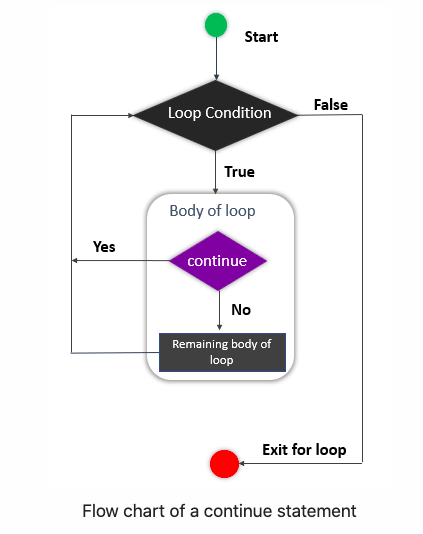 Start
Loop Condition
False
True
Body of loop
Yes
continue
No
Remaining body of
loop
Exit for loop
Flow chart of a continue statement